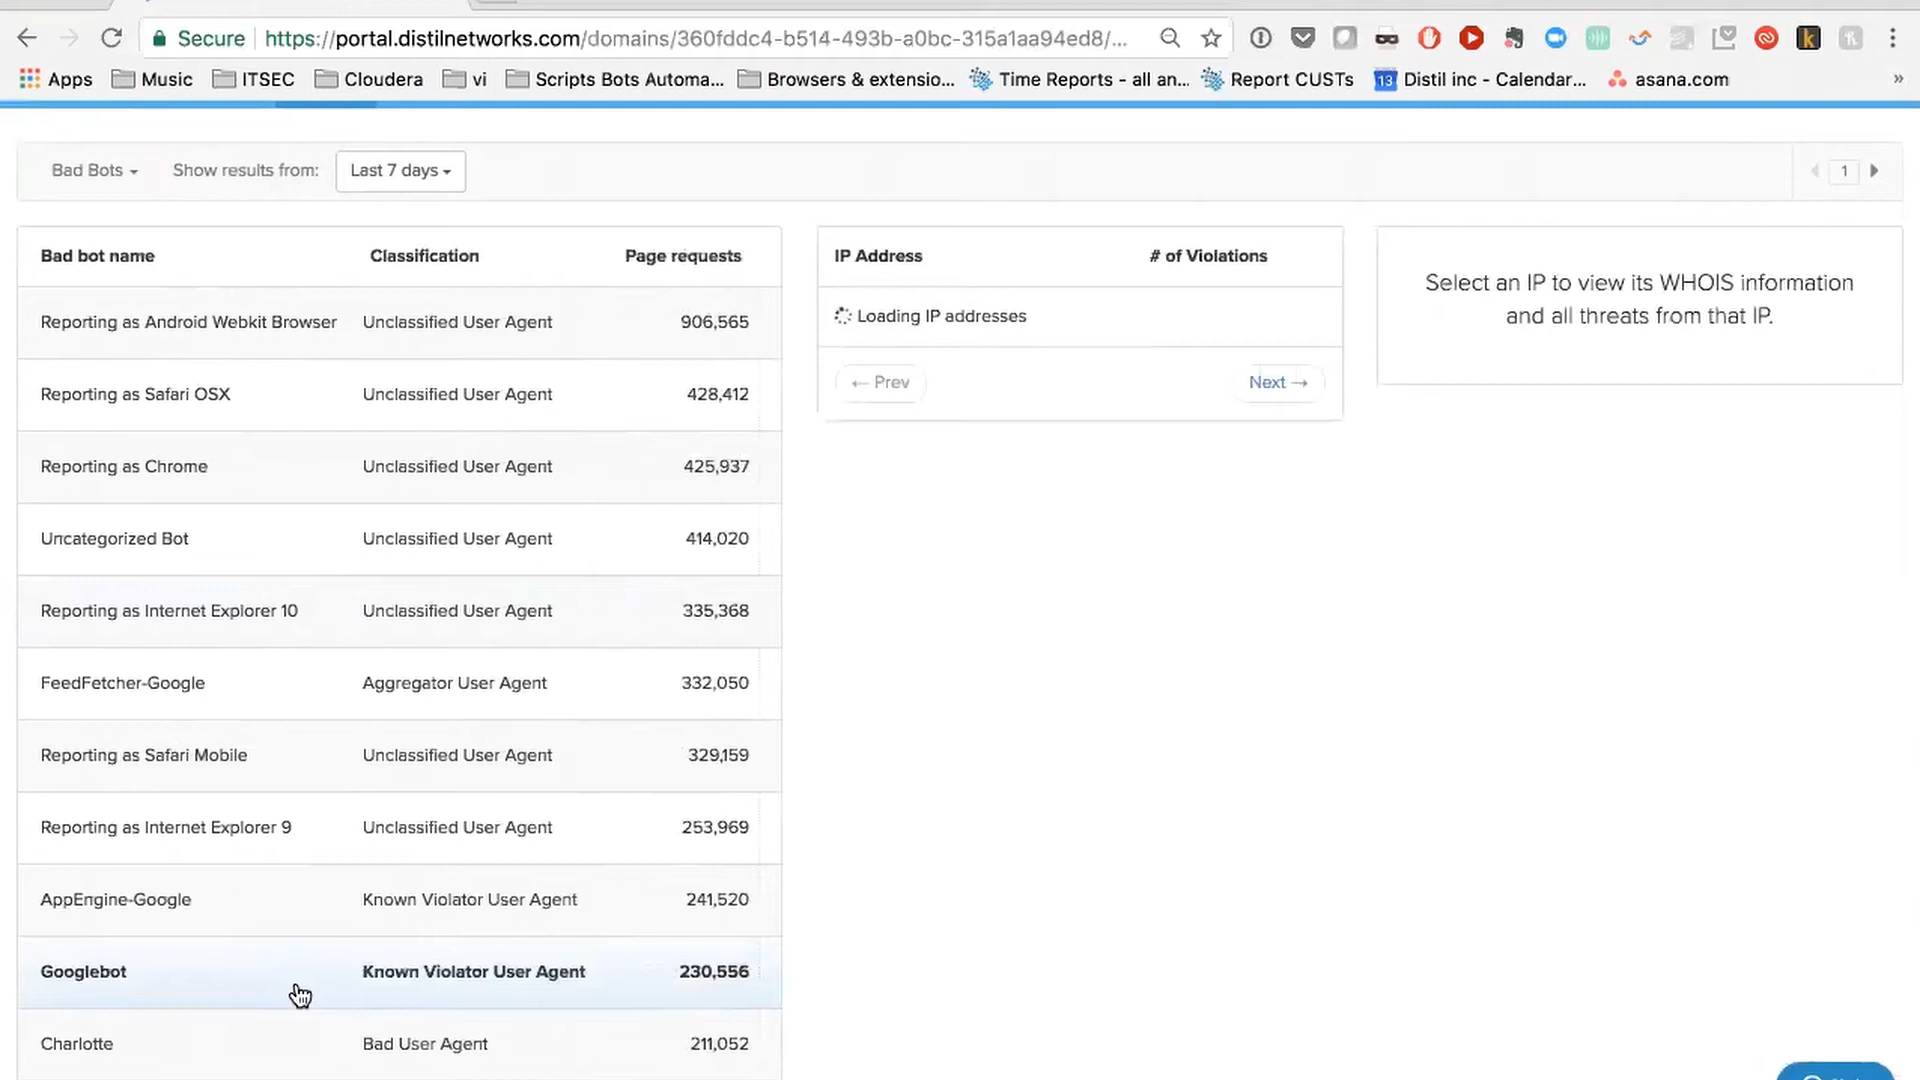 Secure https://portal.distilnetworks.com/domains/360fddc4-b514-493b-a0bc-315a1aa94ed8/...
Apps Music ITSEC Cloudera vi Scripts Bots Automa... Browsers & extensio... Time Reports - all an... Report CUSTs 13 Distil inc - Calendar... asana.com »
Bad Bots Show results from: Last 7 days 1
Bad bot name Classification Page requests IP Address # of Violations
Select an IP to view its WHOIS information
and all threats from that IP.
Reporting as Android Webkit Browser Unclassified User Agent 906,565
Loading IP addresses
← Prev Next →
Reporting as Safari OSX Unclassified User Agent 428,412
Reporting as Chrome Unclassified User Agent 425,937
Uncategorized Bot Unclassified User Agent 414,020
Reporting as Internet Explorer 10 Unclassified User Agent 335,368
FeedFetcher-Google Aggregator User Agent 332,050
Reporting as Safari Mobile Unclassified User Agent 329,159
Reporting as Internet Explorer 9 Unclassified User Agent 253,969
AppEngine-Google Known Violator User Agent 241,520
Googlebot Known Violator User Agent 230,556
Charlotte Bad User Agent 211,052